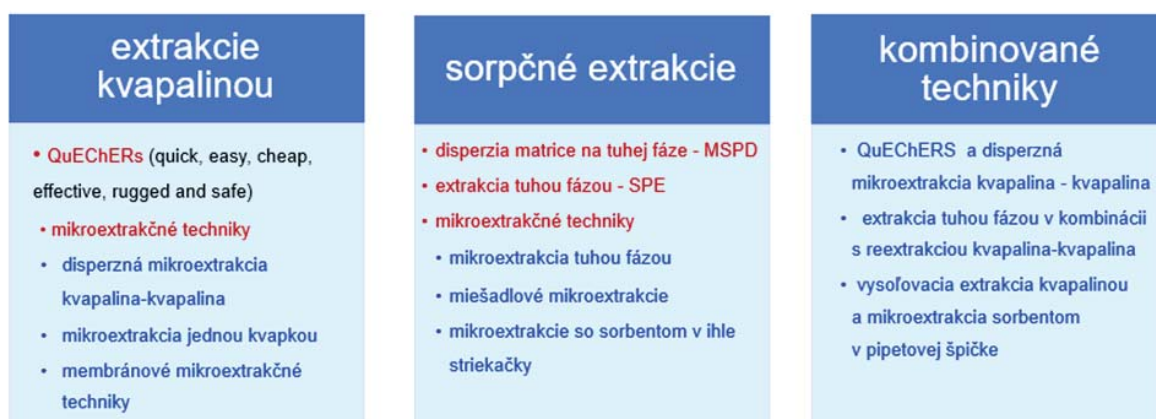 extrakcie
kvapalinou
• QuEChERs (quick, easy, cheap,
effective, rugged and safe)
• mikroextrakčné techniky
• disperzná mikroextrakcia
kvapalina-kvapalina
• mikroextrakcia jednou kvapkou
• membránové mikroextrakčné
techniky
sorpčné extrakcie
• disperzia matrice na tuhej fáze - MSPD
• extrakcia tuhou fázou - SPE
• mikroextrakčné techniky
• mikroextrakcia tuhou fázou
• miešadlové mikroextrakcie
• mikroextrakcie so sorbentom v ihle
striekačky
kombinované
techniky
• QuEChERS a disperzná
mikroextrakcia kvapalina - kvapalina
• extrakcia tuhou fázou v kombinácii
s reextrakciou kvapalina-kvapalina
• vysoľovacia extrakcia kvapalinou
a mikroextrakcia sorbentom
v pipetovej špičke